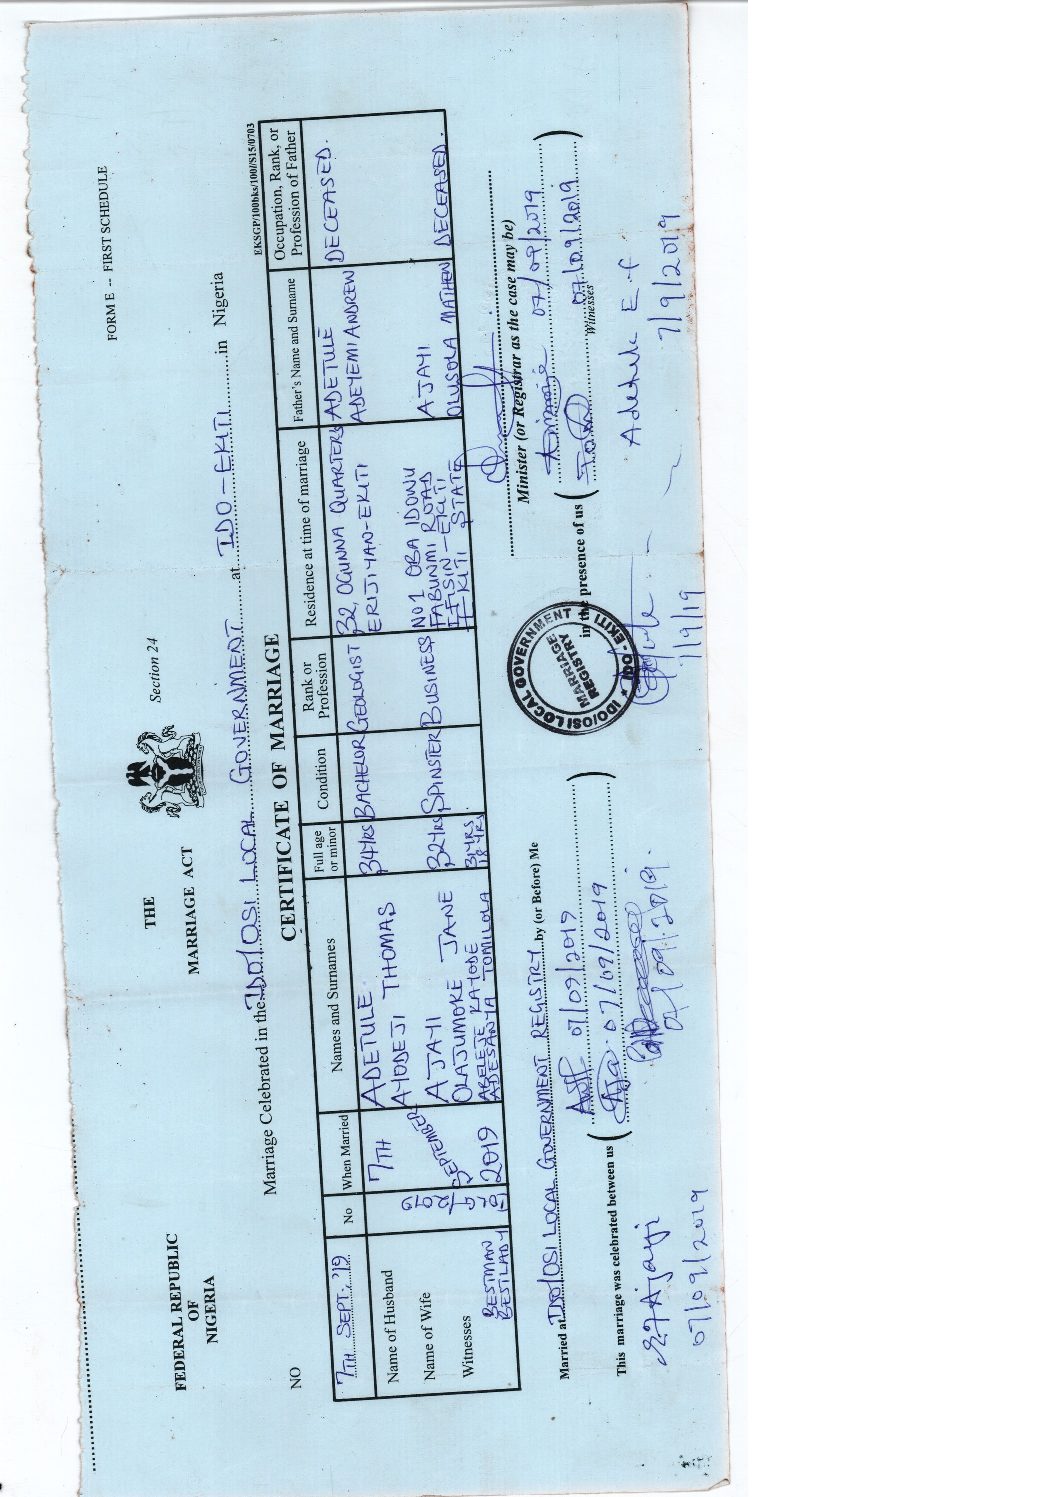 FORM E -- FIRST SCHEDULE
FEDERAL REPUBLIC
OF
NIGERIA
THE
MARRIAGE ACT
Section 24
Marriage Celebrated in the IDO/OSI LOCAL GOVERNMENT at IDO-EKITI in Nigeria
NO
CERTIFICATE OF MARRIAGE
EKSGP/100bks/100//S15/0703
7TH SEPT, '19
No
When Married
Names and Surnames
Full age or minor
Condition
Rank or Profession
Residence at time of marriage
Father's Name and Surname
Occupation, Rank, or Profession of Father
Name of Husband
7TH
ADETULE
AYODEJI THOMAS
34YRS
BACHELOR
GEOLOGIST
32, OGUNNA QUARTERS
ERIJIYAN-EKITI
ADETULE
ADEYEMI ANDREW
DECEASED.
Name of Wife
SEPTEMBER
AJAYI
OLAJUMOKE JANE
32YRS
SPINSTER
BUSINESS
NO1 OBA IDOWU
FABUNMI ROAD
IFISIN-EKITI
EKITI STATE
AJAYI
OLUSOLA MATHEW
DECEASED.
Witnesses
BESTMAN
BESTLADY
2019
ABELEJE KAYODE
ADESANYA TOMILOLA
Married at IDO/OSI LOCAL GOVERNMENT REGISTRY by (or Before) Me
Minister (or Registrar as the case may be)
This marriage was celebrated between us
07/09/2019
07/09/2019
in the presence of us
07/09/2019
07/09/2019
Witnesses
IDO/OSI LOCAL GOVERNMENT
MARRIAGE
REGISTRY
IDO-EKITI
Ajayi
07/09/2019
7/9/19
Adetule E.f
7/9/2019